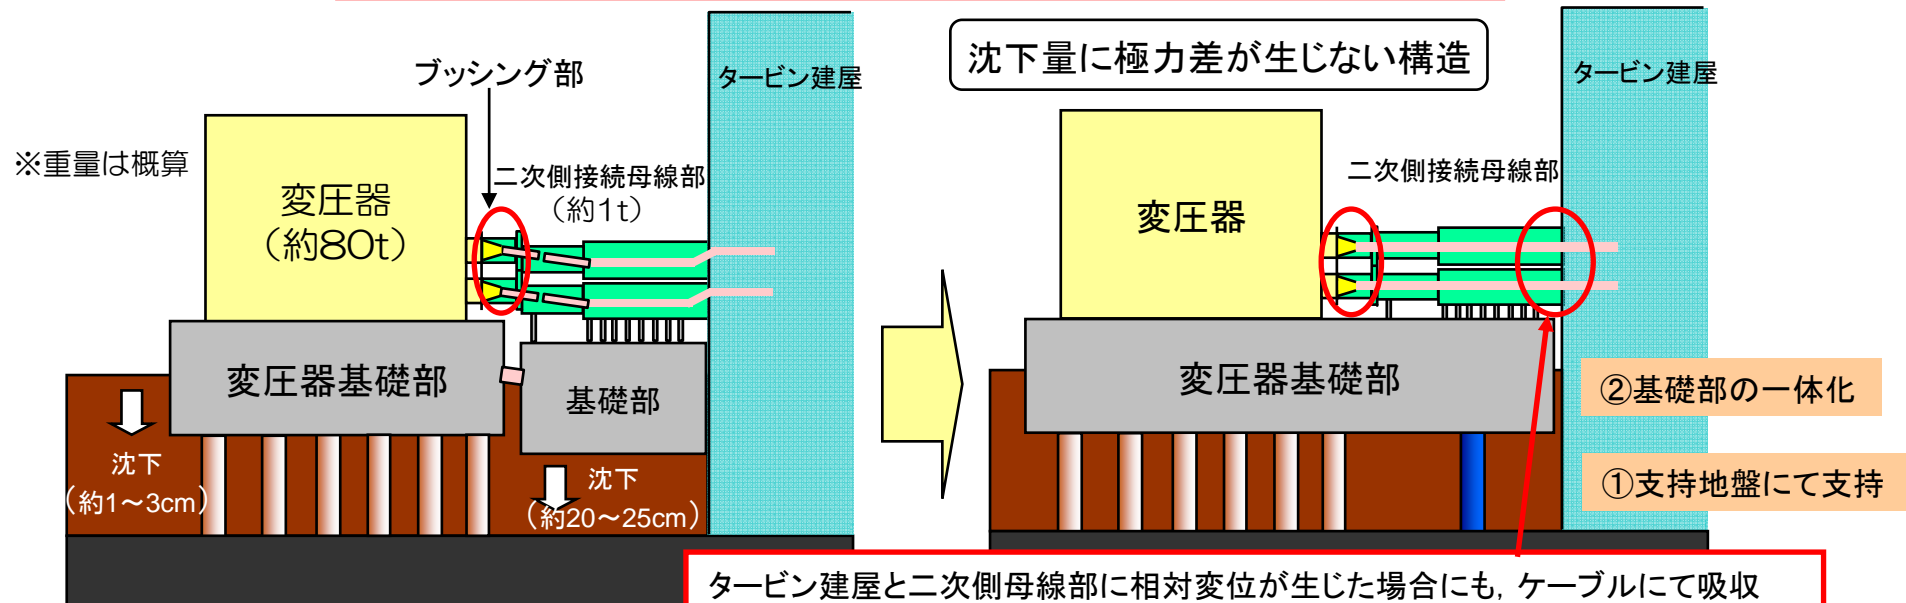 ブッシング部
タービン建屋
※重量は概算
変圧器
（約80t）
二次側接続母線部
（約1t）
変圧器基礎部
基礎部
沈下
（約1～3cm）
沈下
（約20～25cm）
沈下量に極力差が生じない構造
タービン建屋
変圧器
二次側接続母線部
変圧器基礎部
②基礎部の一体化
①支持地盤にて支持
タービン建屋と二次側母線部に相対変位が生じた場合にも，ケーブルにて吸収